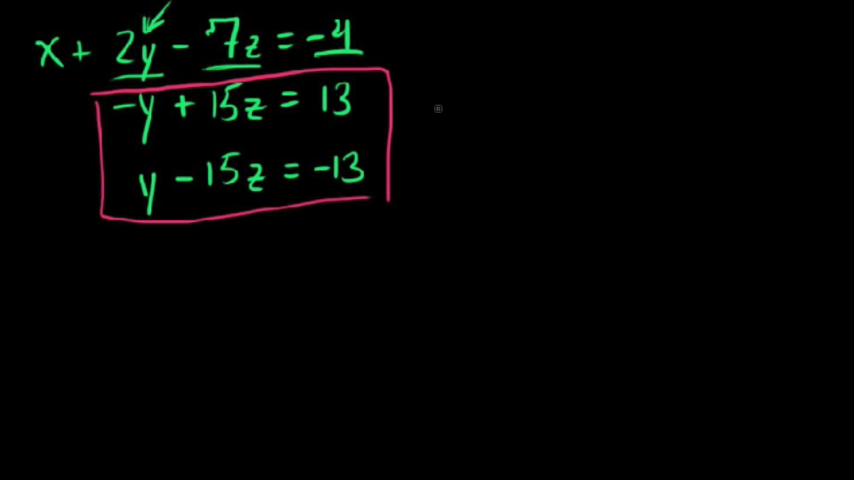 x + 2y - 7z = -4
-y + 15z = 13
y - 15z = -13